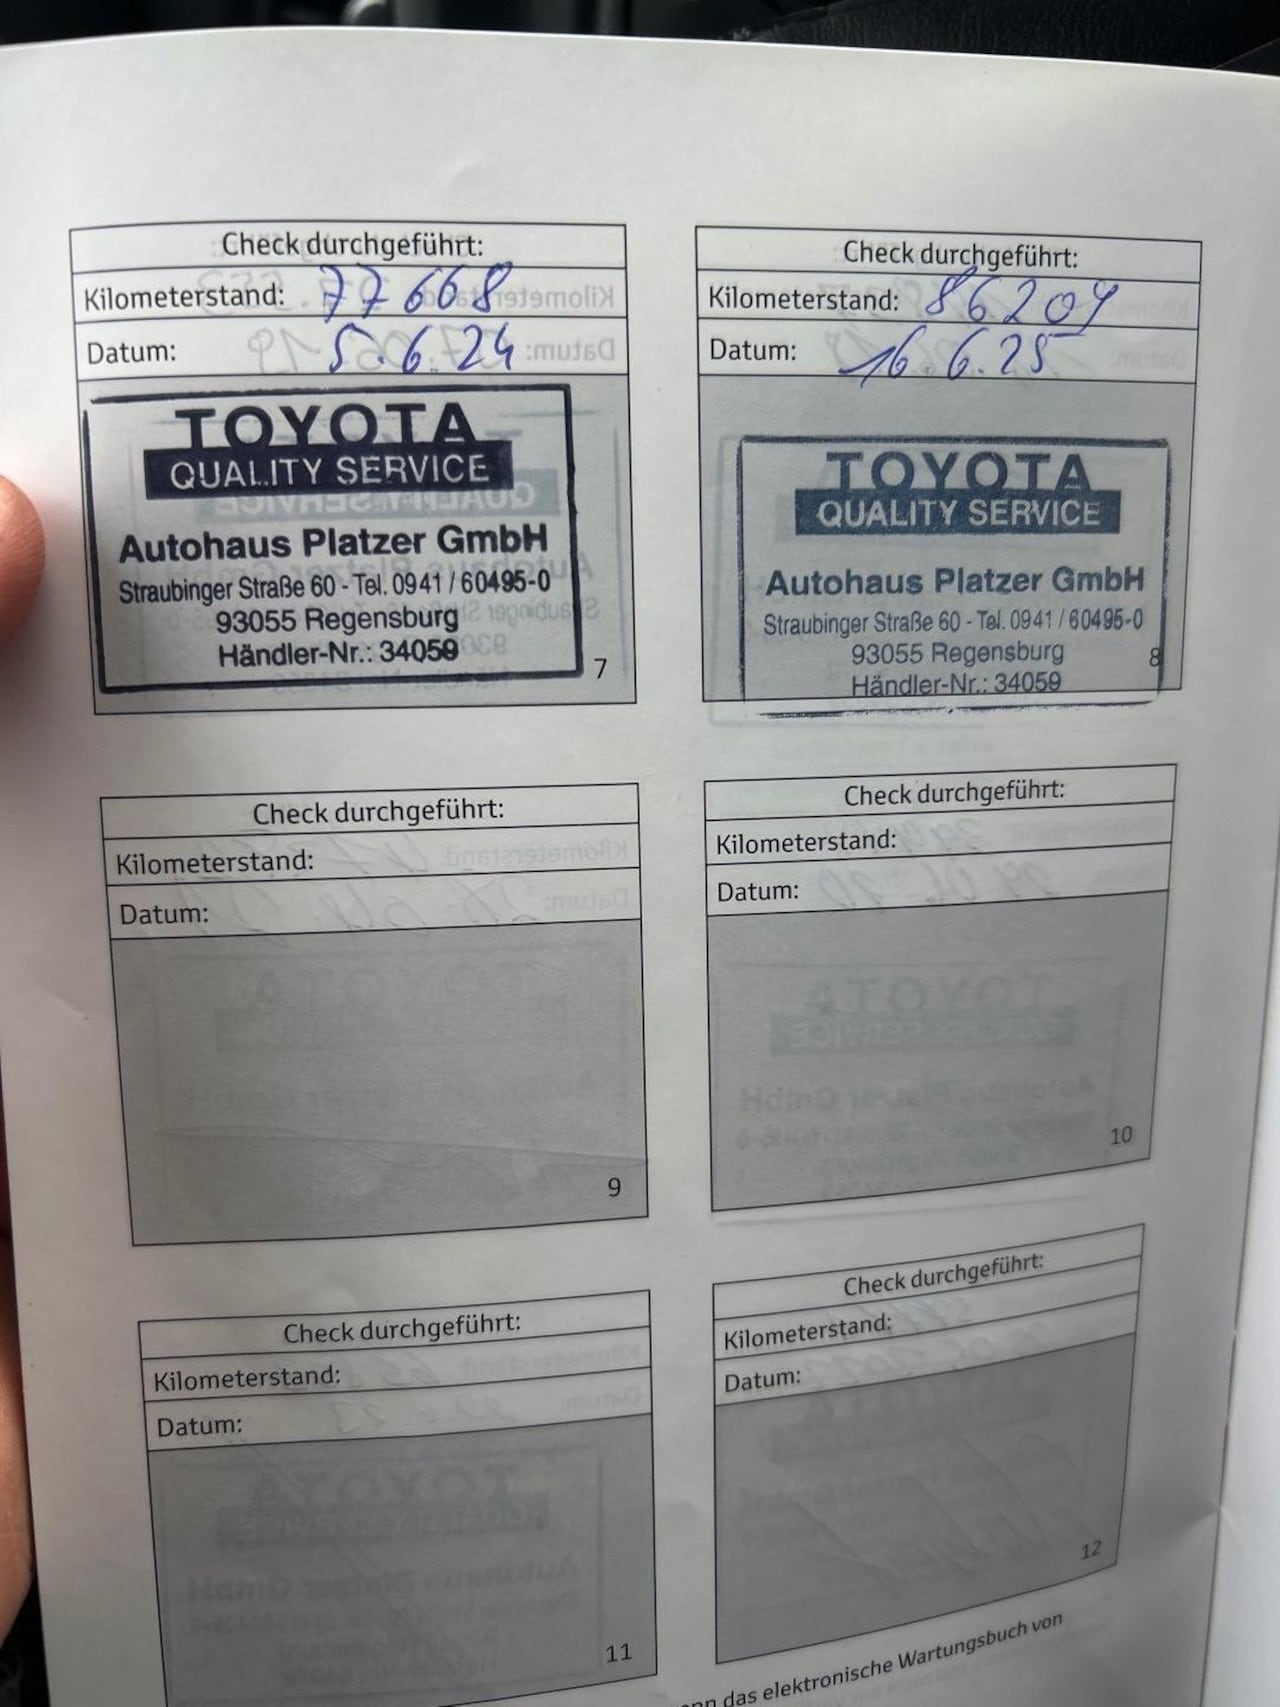 Check durchgeführt:
Kilometerstand: 77668
Datum: 5.6.24
TOYOTA
QUALITY SERVICE
Autohaus Platzer GmbH
Straubinger Straße 60 - Tel. 0941 / 60495-0
93055 Regensburg
Händler-Nr.: 34059
7
Check durchgeführt:
Kilometerstand: 86204
Datum: 16.6.25
TOYOTA
QUALITY SERVICE
Autohaus Platzer GmbH
Straubinger Straße 60 - Tel. 0941 / 60495-0
93055 Regensburg
8
Händler-Nr.: 34059
Check durchgeführt:
Kilometerstand:
Datum:
9
Check durchgeführt:
Kilometerstand:
Datum:
10
Check durchgeführt:
Kilometerstand:
Datum:
11
Check durchgeführt:
Kilometerstand:
Datum:
12
das elektronische Wartungsbuch von